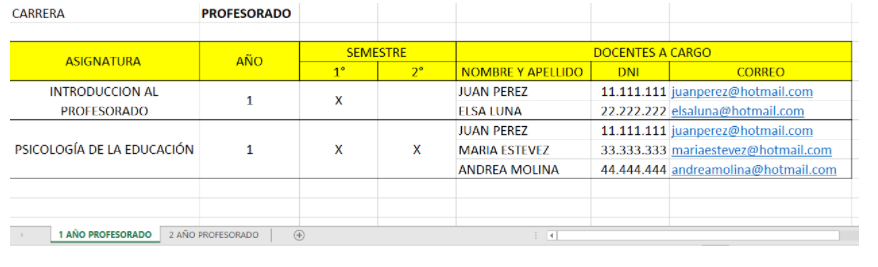 CARRERA PROFESORADO
ASIGNATURA AÑO SEMESTRE DOCENTES A CARGO
1° 2° NOMBRE Y APELLIDO DNI CORREO
INTRODUCCION AL PROFESORADO 1 X JUAN PEREZ 11.111.111 juanperez@hotmail.com
ELSA LUNA 22.222.222 elsaluna@hotmail.com
PSICOLOGÍA DE LA EDUCACIÓN 1 X X JUAN PEREZ 11.111.111 juanperez@hotmail.com
MARIA ESTEVEZ 33.333.333 mariaestevez@hotmail.com
ANDREA MOLINA 44.444.444 andreamolina@hotmail.com
1 AÑO PROFESORADO 2 AÑO PROFESORADO